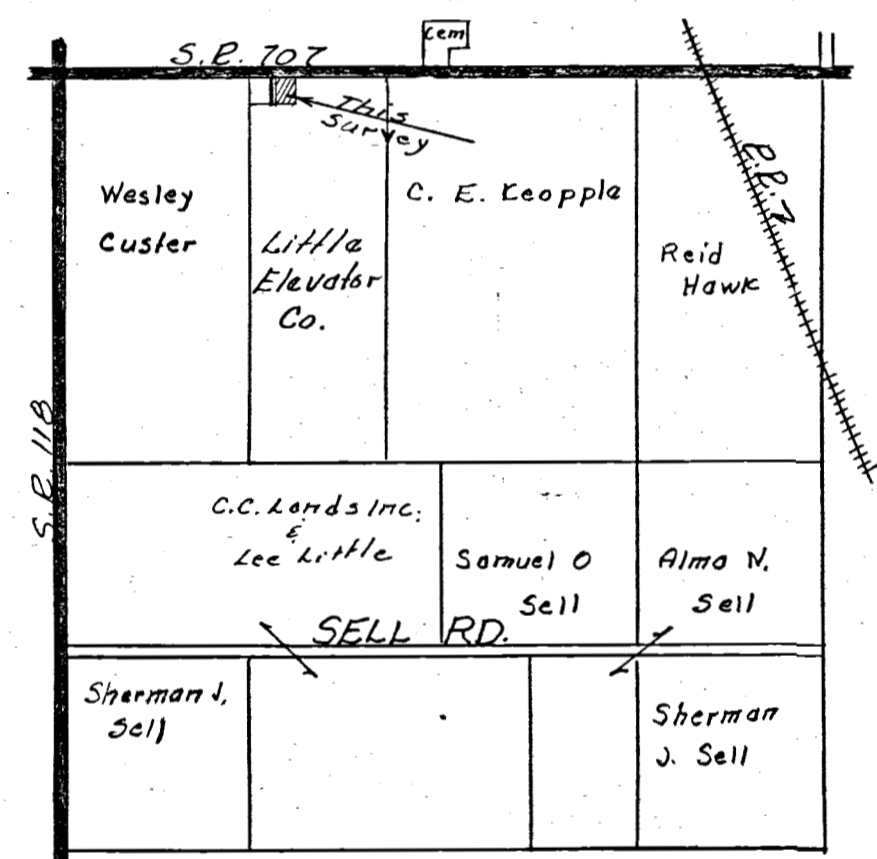 Cem
S.R. 707
This
Survey
Wesley
Custer
Little
Elevator
Co.
C. E. Keopple
Reid
Hawk
R.R.
S.R. 118
C.C. Lands Inc.
&
Lee Little
Samuel O
Sell
Alma N.
Sell
SELL RD.
Sherman J.
Sell
Sherman
J. Sell